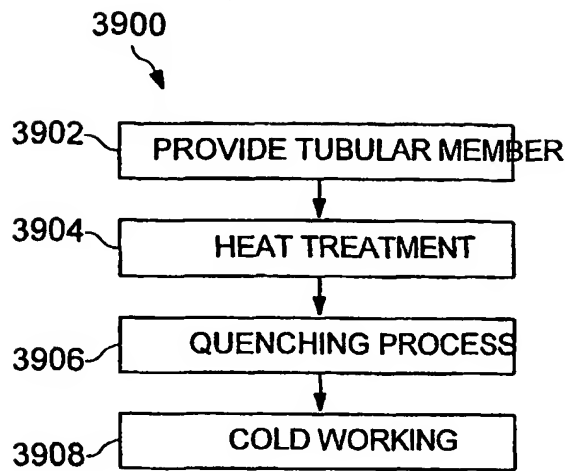 3900
3902 PROVIDE TUBULAR MEMBER
3904 HEAT TREATMENT
3906 QUENCHING PROCESS
3908 COLD WORKING